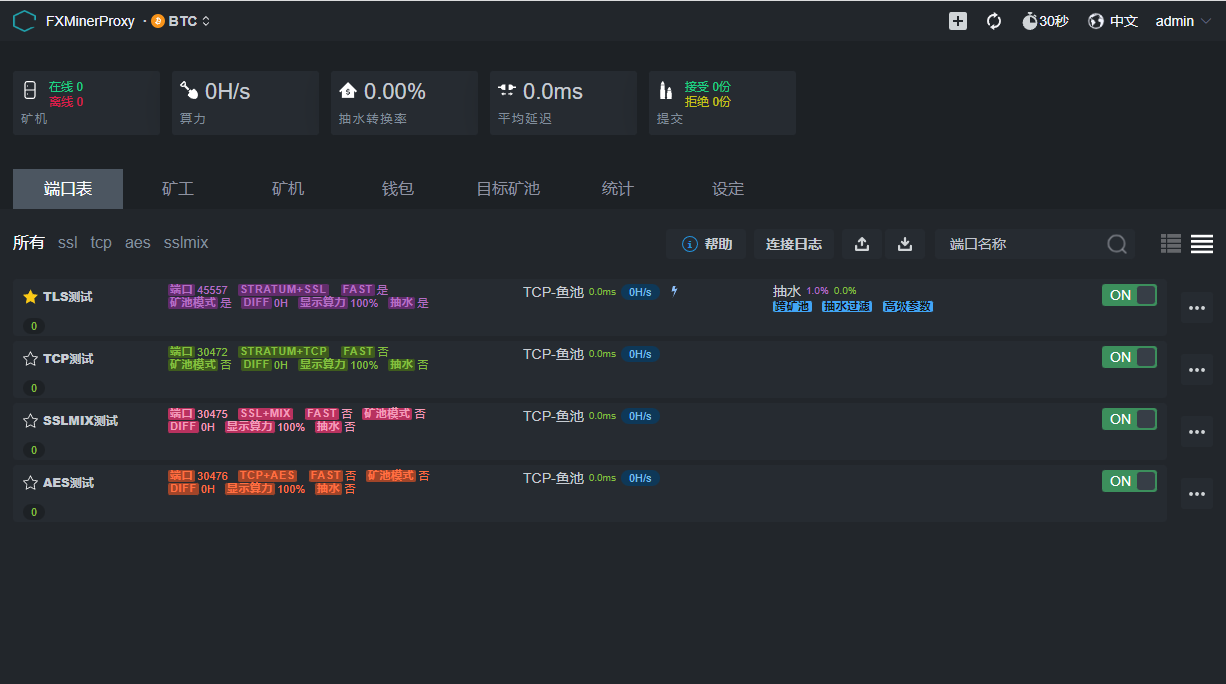 FXMinerProxy · BTC 30秒 中文 admin
在线 0
离线 0
矿机
0H/s
算力
0.00%
抽水转换率
0.0ms
平均延迟
接受 0份
拒绝 0份
提交
端口表 矿工 矿机 钱包 目标矿池 统计 设定
所有 ssl tcp aes sslmix 帮助 连接日志 端口名称
TLS测试 端口 45557 STRATUM+SSL FAST 是
矿池模式 是 DIFF 0H 显示算力 100% 抽水 是
TCP-鱼池 0.0ms 0H/s
抽水 1.0% 0.0%
跨矿池 抽水过滤 高级参数
ON
0
TCP测试 端口 30472 STRATUM+TCP FAST 否
矿池模式 否 DIFF 0H 显示算力 100% 抽水 否
TCP-鱼池 0.0ms 0H/s
ON
0
SSLMIX测试 端口 30475 SSL+MIX FAST 否 矿池模式 否
DIFF 0H 显示算力 100% 抽水 否
TCP-鱼池 0.0ms 0H/s
ON
0
AES测试 端口 30476 TCP+AES FAST 否 矿池模式 否
DIFF 0H 显示算力 100% 抽水 否
TCP-鱼池 0.0ms 0H/s
ON
0